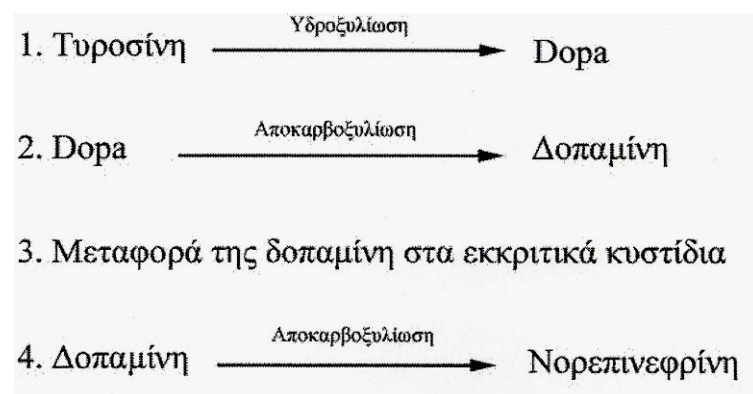 Υδροξυλίωση
1. Τυροσίνη Dopa
Αποκαρβοξυλίωση
2. Dopa Δοπαμίνη
3. Μεταφορά της δοπαμίνη στα εκκριτικά κυστίδια
Αποκαρβοξυλίωση
4. Δοπαμίνη Νορεπινεφρίνη